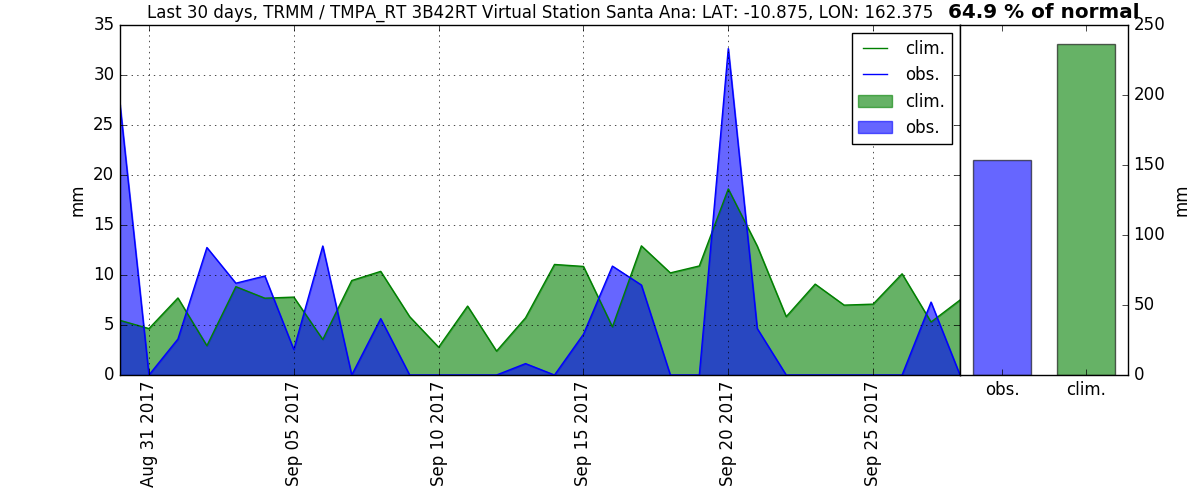 Last 30 days, TRMM / TMPA_RT 3B42RT Virtual Station Santa Ana: LAT: -10.875, LON: 162.375
64.9 % of normal
35
30
25
20
15
10
5
0
mm
clim.
obs.
clim.
obs.
250
200
150
100
50
0
mm
Aug 31 2017
Sep 05 2017
Sep 10 2017
Sep 15 2017
Sep 20 2017
Sep 25 2017
obs.
clim.